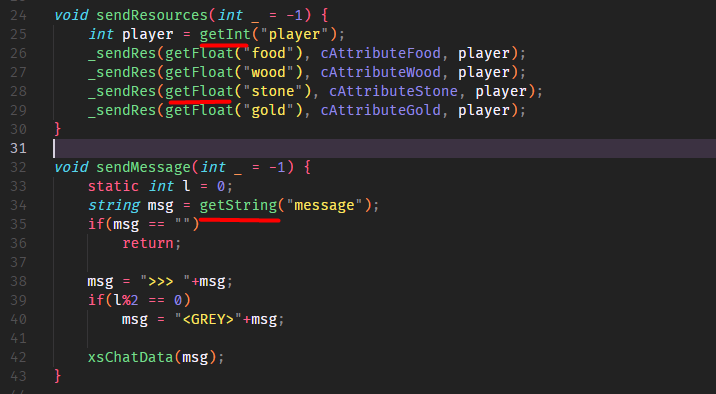 24 void sendResources(int _ = -1) {
25     int player = getInt("player");
26     _sendRes(getFloat("food"), cAttributeFood, player);
27     _sendRes(getFloat("wood"), cAttributeWood, player);
28     _sendRes(getFloat("stone"), cAttributeStone, player);
29     _sendRes(getFloat("gold"), cAttributeGold, player);
30 }
31
32 void sendMessage(int _ = -1) {
33     static int l = 0;
34     string msg = getString("message");
35     if(msg == "")
36         return;
37
38     msg = ">>> "+msg;
39     if(l%2 == 0)
40         msg = "<GREY>"+msg;
41
42     xsChatData(msg);
43 }